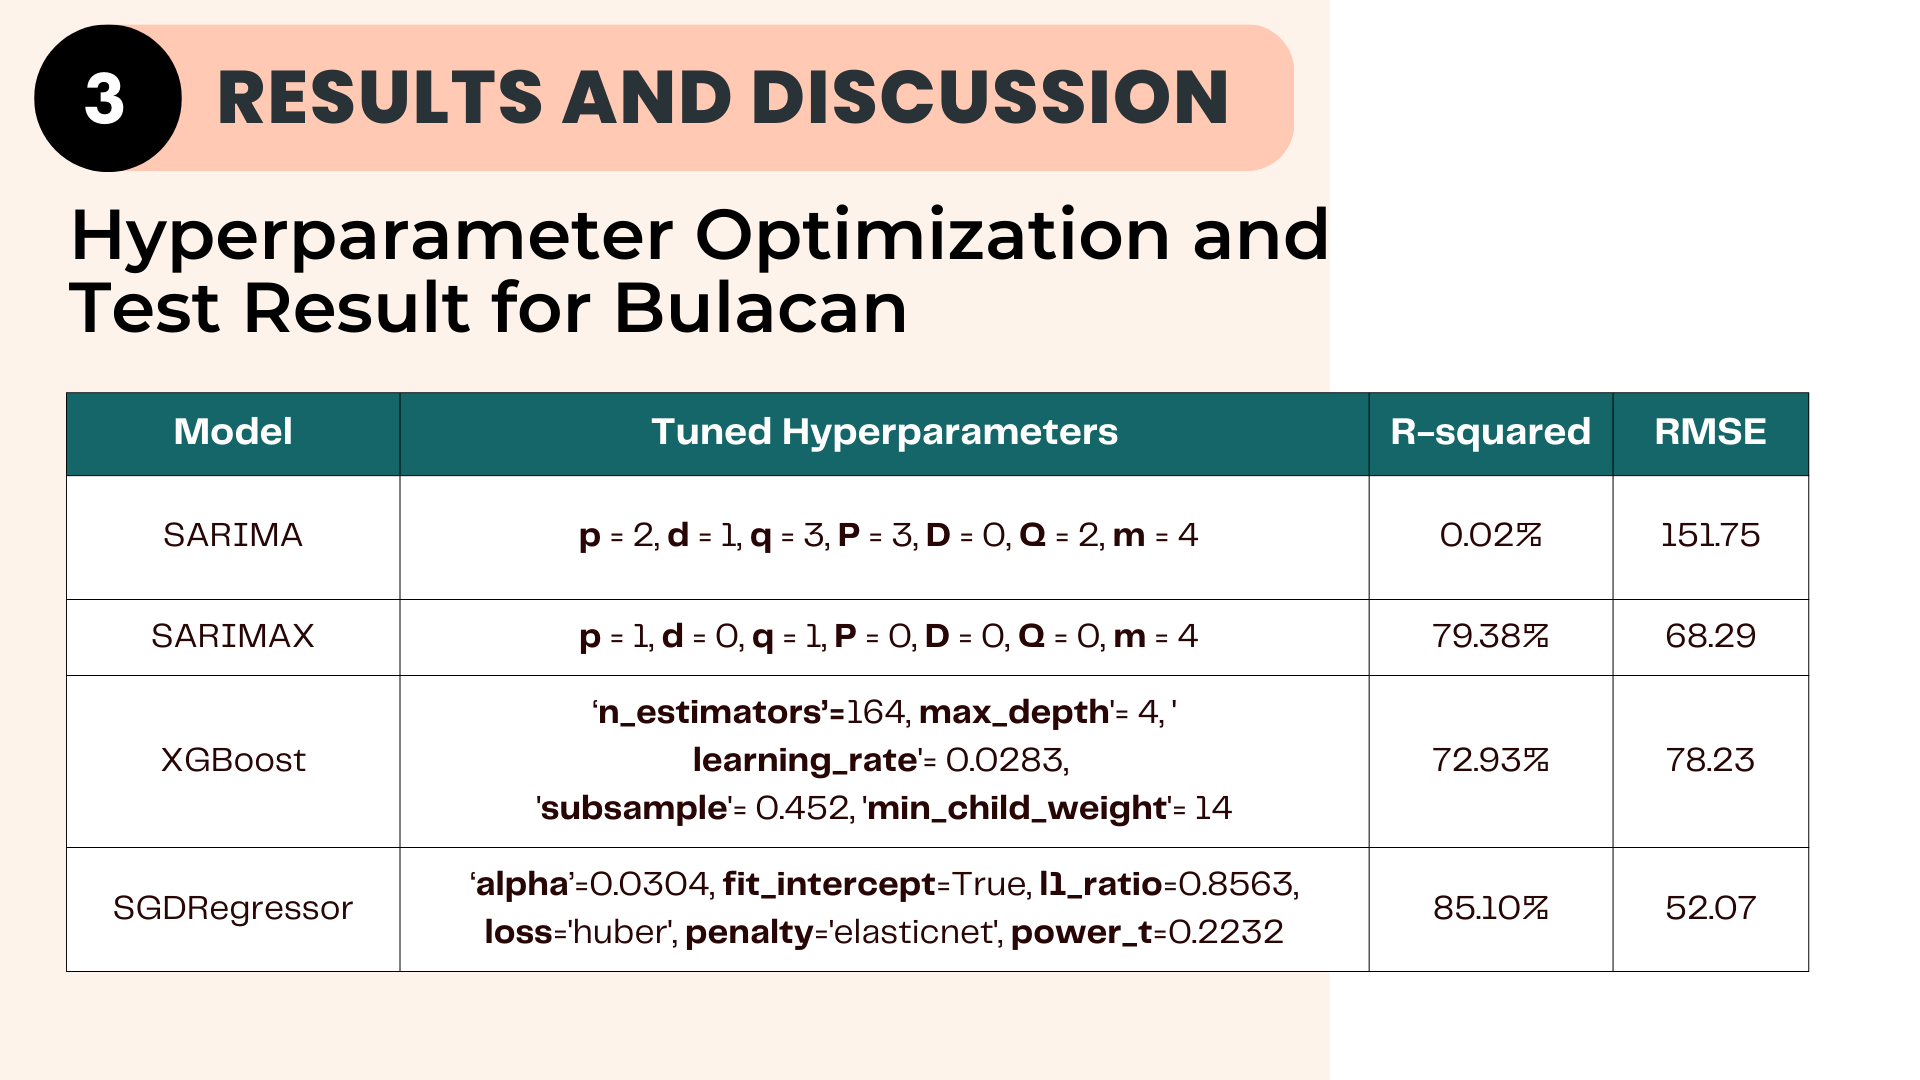 3
RESULTS AND DISCUSSION
Hyperparameter Optimization and
Test Result for Bulacan
Model Tuned Hyperparameters R-squared RMSE
SARIMA p = 2, d = 1, q = 3, P = 3, D = 0, Q = 2, m = 4 0.02% 151.75
SARIMAX p = 1, d = 0, q = 1, P = 0, D = 0, Q = 0, m = 4 79.38% 68.29
‘n_estimators’=164, max_depth'= 4, '
XGBoost learning_rate'= 0.0283, 72.93% 78.23
'subsample'= 0.452, 'min_child_weight'= 14
‘alpha’=0.0304, fit_intercept=True, l1_ratio=0.8563,
SGDRegressor 85.10% 52.07
loss='huber', penalty='elasticnet', power_t=0.2232